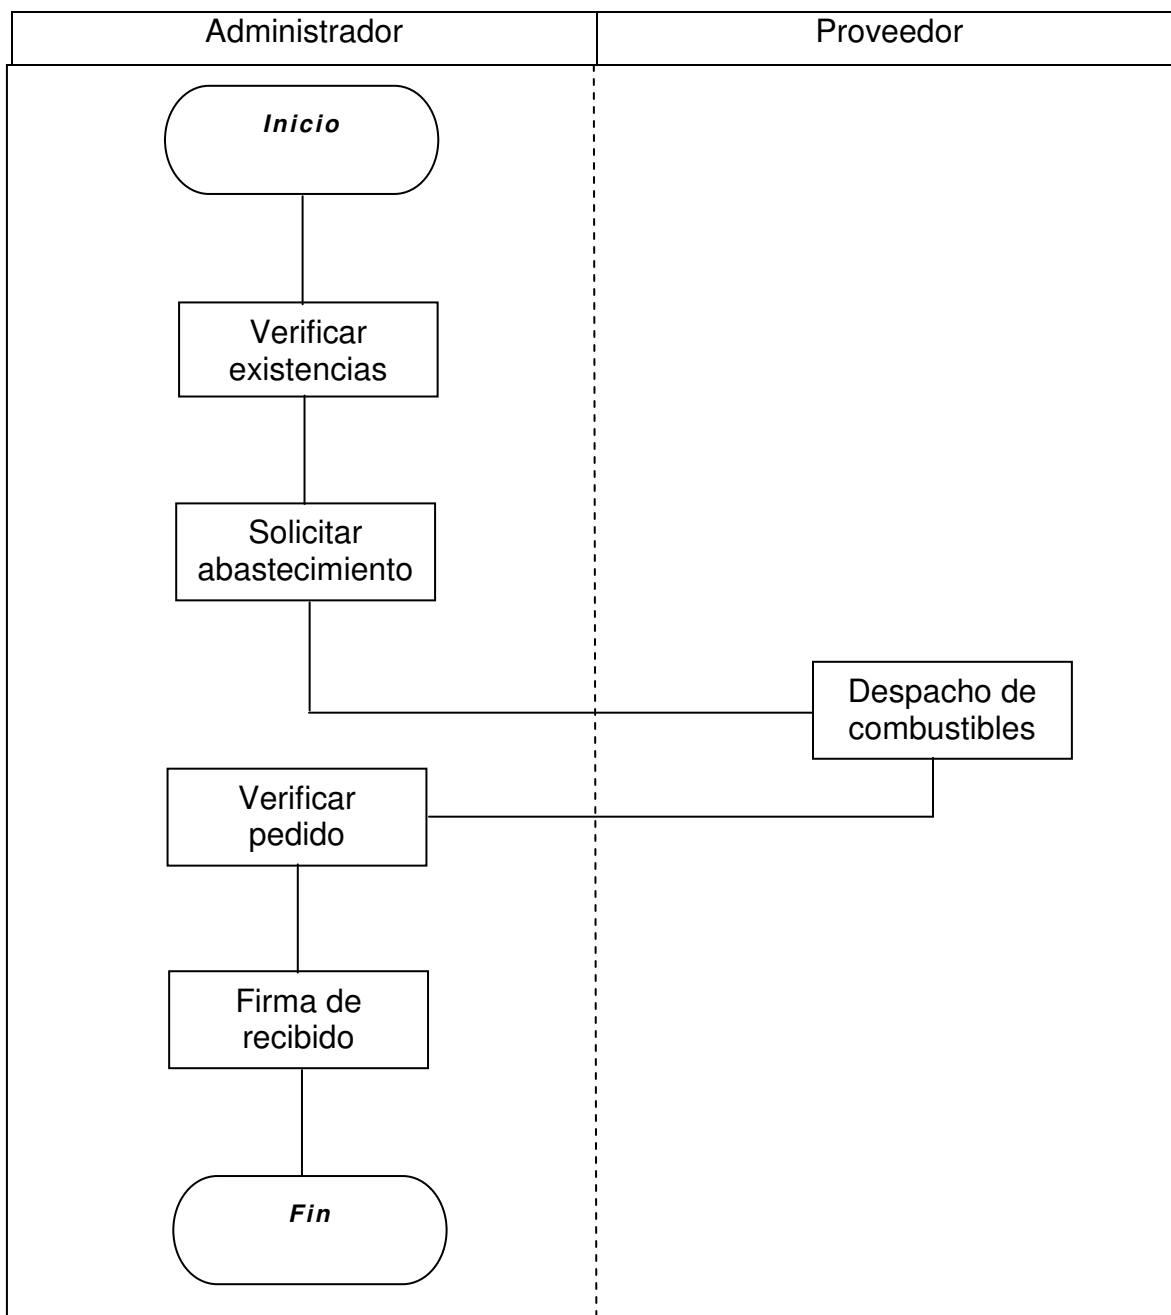 Administrador
Proveedor
Inicio
Verificar
existencias
Solicitar
abastecimiento
Despacho de
combustibles
Verificar
pedido
Firma de
recibido
Fin